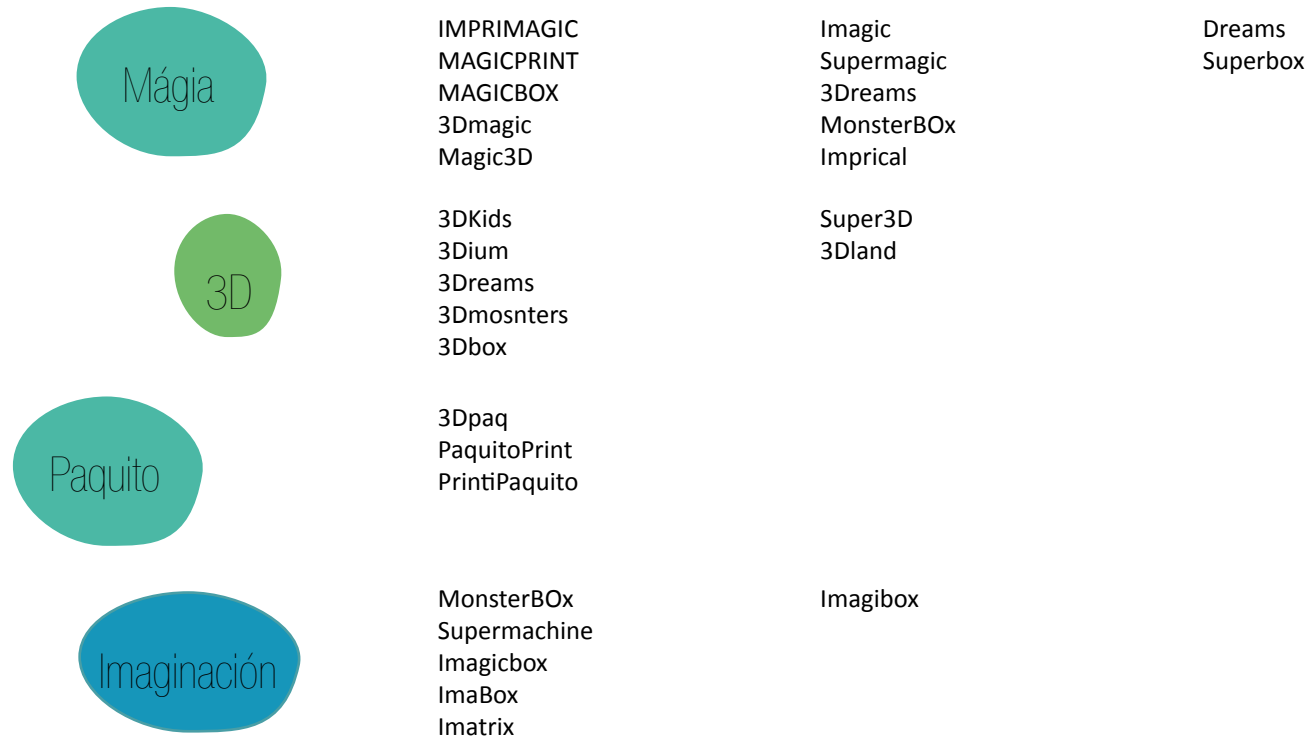 Mágia
IMPRIMAGIC
MAGICPRINT
MAGICBOX
3Dmagic
Magic3D
Imagic
Supermagic
3Dreams
MonsterBOx
Imprical
Dreams
Superbox
3D
3DKids
3Dium
3Dreams
3Dmosnters
3Dbox
Super3D
3Dland
Paquito
3Dpaq
PaquitoPrint
PrintiPaquito
Imaginación
MonsterBOx
Supermachine
Imagicbox
ImaBox
Imatrix
Imagibox